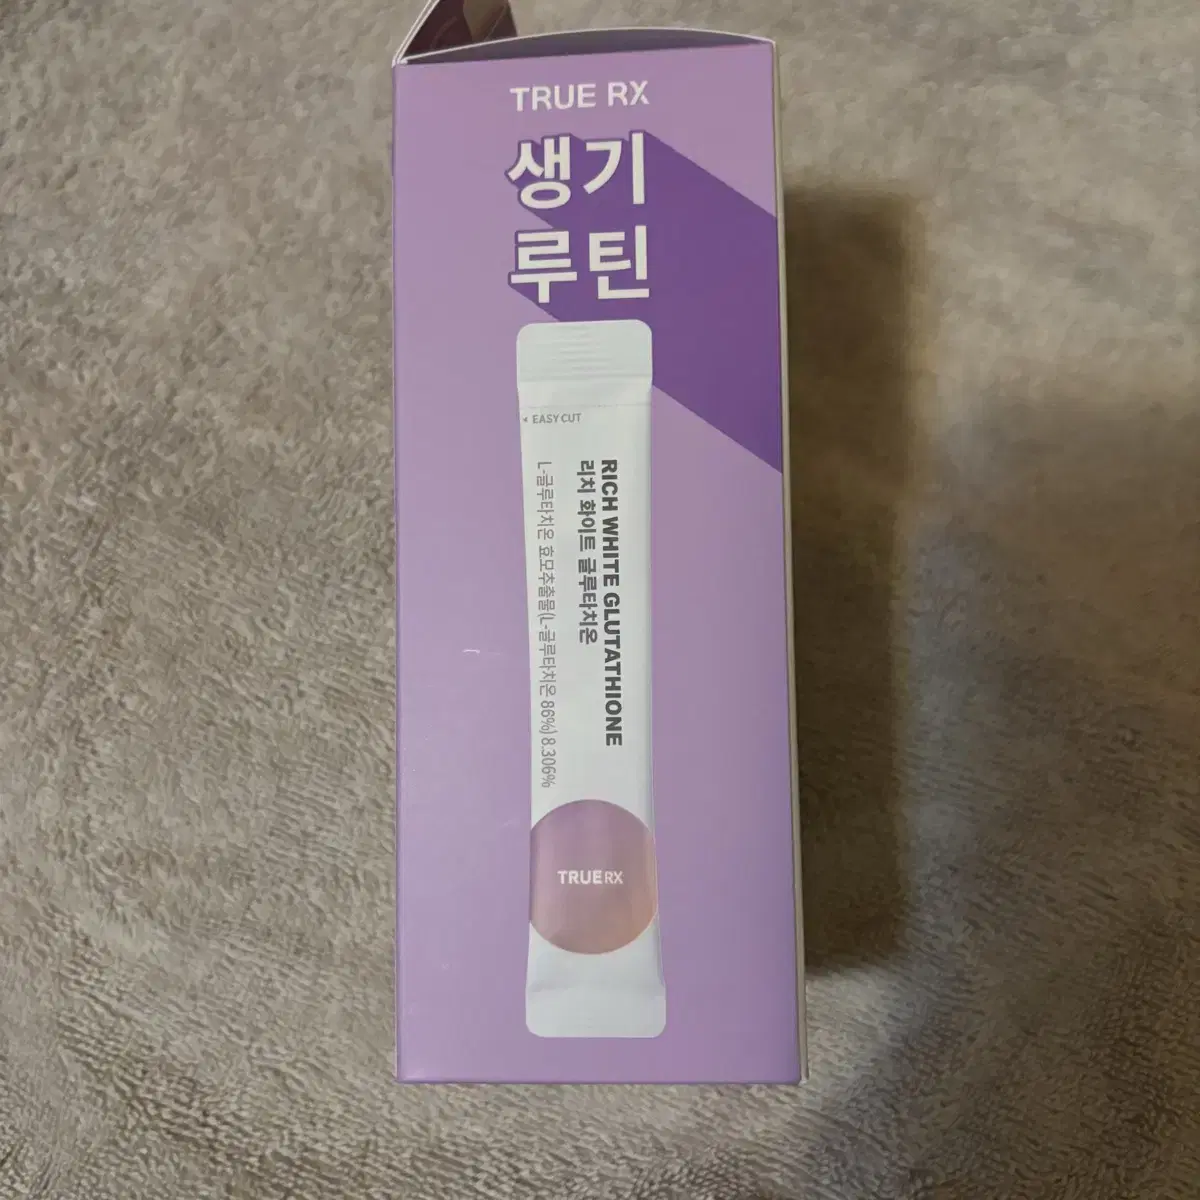 TRUE RX
생기
루틴
◂ EASY CUT
RICH WHITE GLUTATHIONE
리치 화이트 글루타치온
L-글루타치온 효모추출물(L-글루타치온 86%) 8.306%
TRUE RX